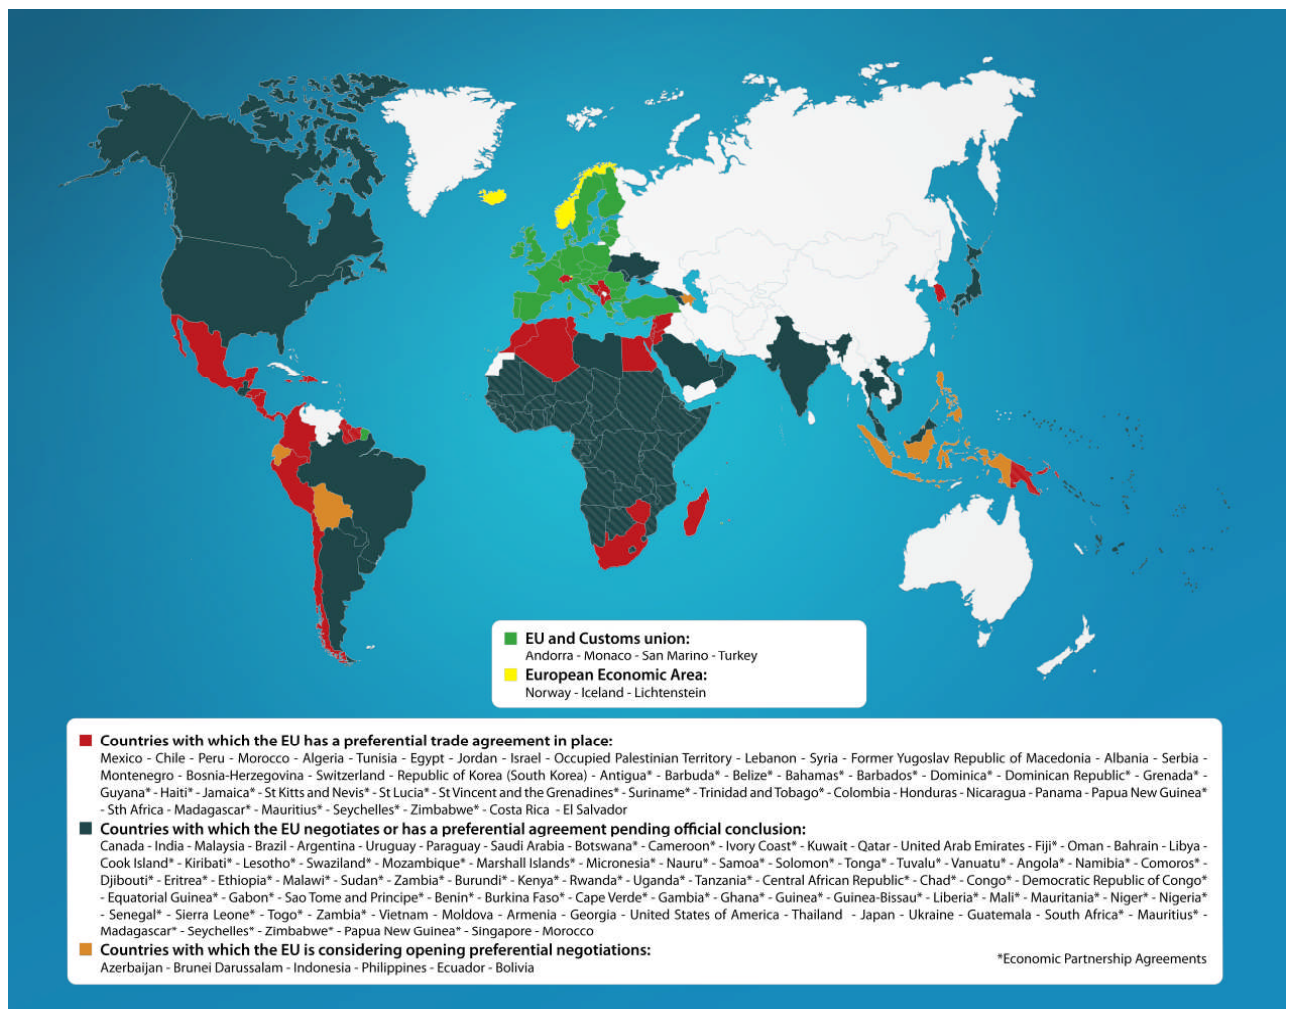 EU and Customs union:
Andorra - Monaco - San Marino - Turkey
European Economic Area:
Norway - Iceland - Lichtenstein
Countries with which the EU has a preferential trade agreement in place:
Mexico - Chile - Peru - Morocco - Algeria - Tunisia - Egypt - Jordan - Israel - Occupied Palestinian Territory - Lebanon - Syria - Former Yugoslav Republic of Macedonia - Albania - Serbia -
Montenegro - Bosnia-Herzegovina - Switzerland - Republic of Korea (South Korea) - Antigua* - Barbuda* - Belize* - Bahamas* - Barbados* - Dominica* - Dominican Republic* - Grenada* -
Guyana* - Haiti* - Jamaica* - St Kitts and Nevis* - St Lucia* - St Vincent and the Grenadines* - Suriname* - Trinidad and Tobago* - Colombia - Honduras - Nicaragua - Panama - Papua New Guinea*
- Sth Africa - Madagascar* - Mauritius* - Seychelles* - Zimbabwe* - Costa Rica - El Salvador
Countries with which the EU negotiates or has a preferential agreement pending official conclusion:
Canada - India - Malaysia - Brazil - Argentina - Uruguay - Paraguay - Saudi Arabia - Botswana* - Cameroon* - Ivory Coast* - Kuwait - Qatar - United Arab Emirates - Fiji* - Oman - Bahrain - Libya -
Cook Island* - Kiribati* - Lesotho* - Swaziland* - Mozambique* - Marshall Islands* - Micronesia* - Nauru* - Samoa* - Solomon* - Tonga* - Tuvalu* - Vanuatu* - Angola* - Namibia* - Comoros* -
Djibouti* - Eritrea* - Ethiopia* - Malawi* - Sudan* - Zambia* - Burundi* - Kenya* - Rwanda* - Uganda* - Tanzania* - Central African Republic* - Chad* - Congo* - Democratic Republic of Congo*
- Equatorial Guinea* - Gabon* - Sao Tome and Principe* - Benin* - Burkina Faso* - Cape Verde* - Gambia* - Ghana* - Guinea* - Guinea-Bissau* - Liberia* - Mali* - Mauritania* - Niger* - Nigeria*
- Senegal* - Sierra Leone* - Togo* - Zambia* - Vietnam - Moldova - Armenia - Georgia - United States of America - Thailand - Japan - Ukraine - Guatemala - South Africa* - Mauritius* -
Madagascar* - Seychelles* - Zimbabwe* - Papua New Guinea* - Singapore - Morocco
Countries with which the EU is considering opening preferential negotiations:
Azerbaijan - Brunei Darussalam - Indonesia - Philippines - Ecuador - Bolivia
*Economic Partnership Agreements